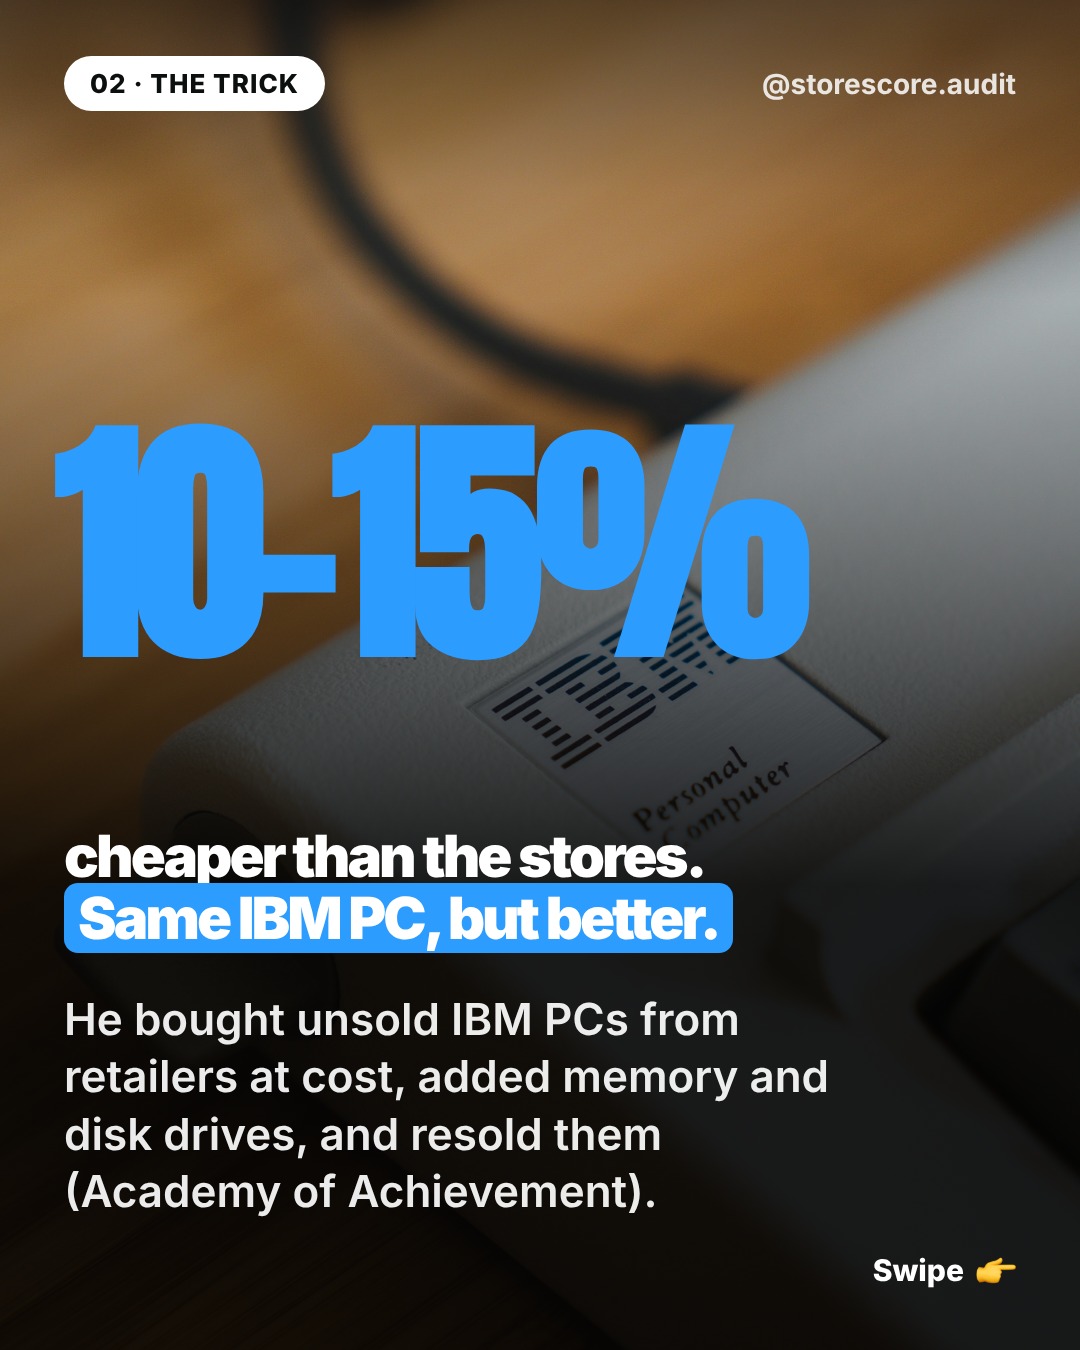 02 · THE TRICK
@storescore.audit
10-15%
IBM
Personal
Computer
cheaper than the stores.
Same IBM PC, but better.
He bought unsold IBM PCs from
retailers at cost, added memory and
disk drives, and resold them
(Academy of Achievement).
Swipe 👉